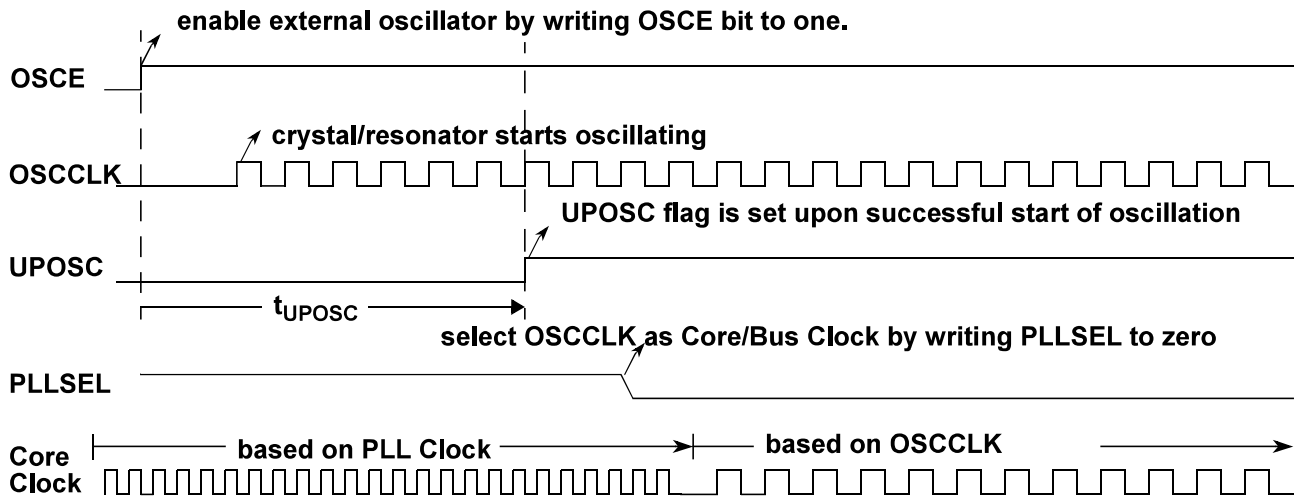 enable external oscillator by writing OSCE bit to one.
OSCE
crystal/resonator starts oscillating
OSCCLK
UPOSC flag is set upon successful start of oscillation
UPOSC
tUPOSC
select OSCCLK as Core/Bus Clock by writing PLLSEL to zero
PLLSEL
based on PLL Clock
based on OSCCLK
Core
Clock